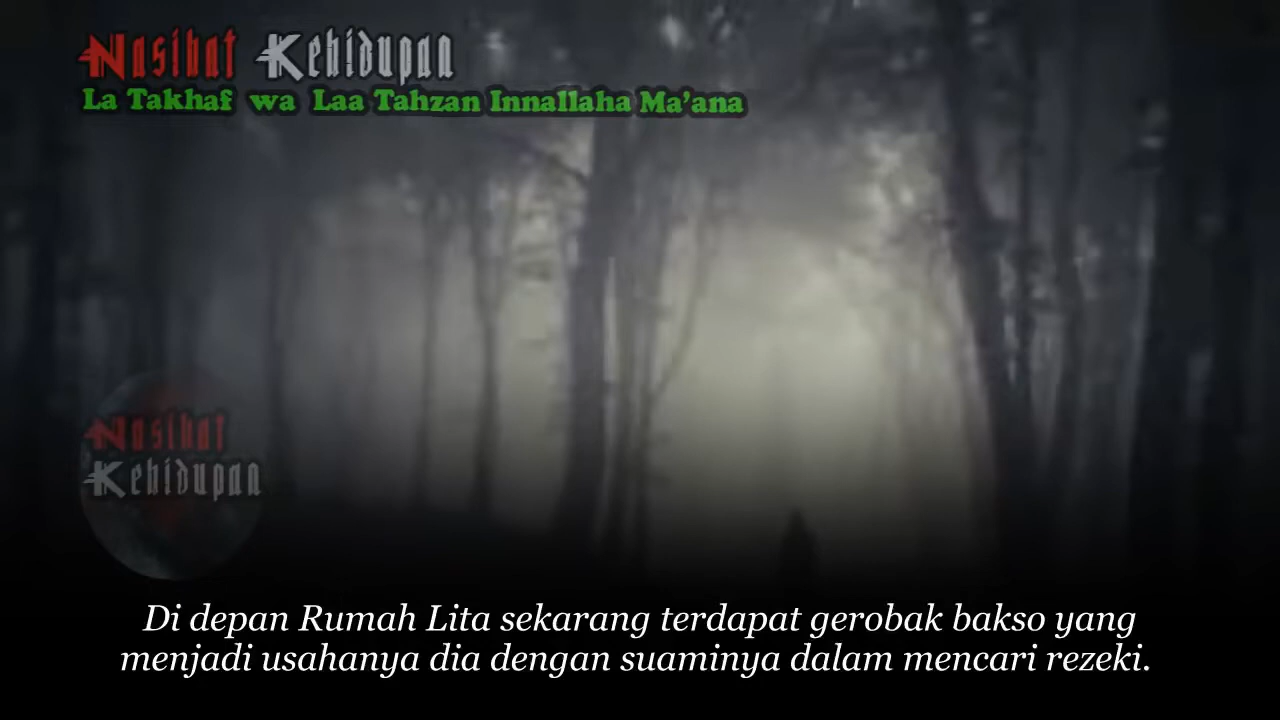 Nasihat Kehidupan
La Takhaf wa Laa Tahzan Innallaha Ma'ana
Nasihat
Kehidupan
Di depan Rumah Lita sekarang terdapat gerobak bakso yang
menjadi usahanya dia dengan suaminya dalam mencari rezeki.